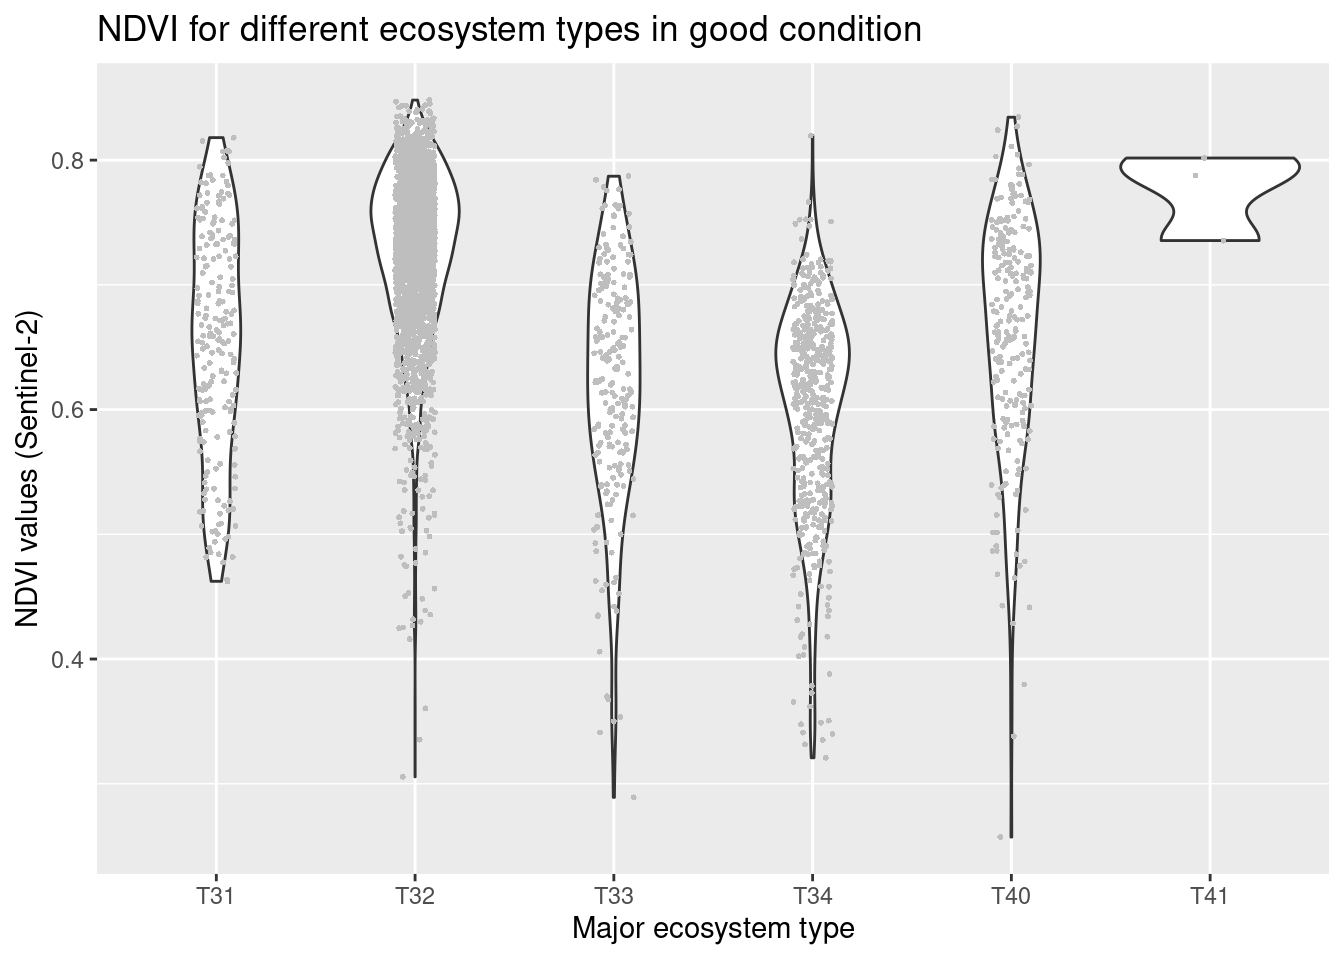 NDVI for different ecosystem types in good condition
NDVI values (Sentinel-2)
0.8
0.6
0.4
T31 T32 T33 T34 T40 T41
Major ecosystem type